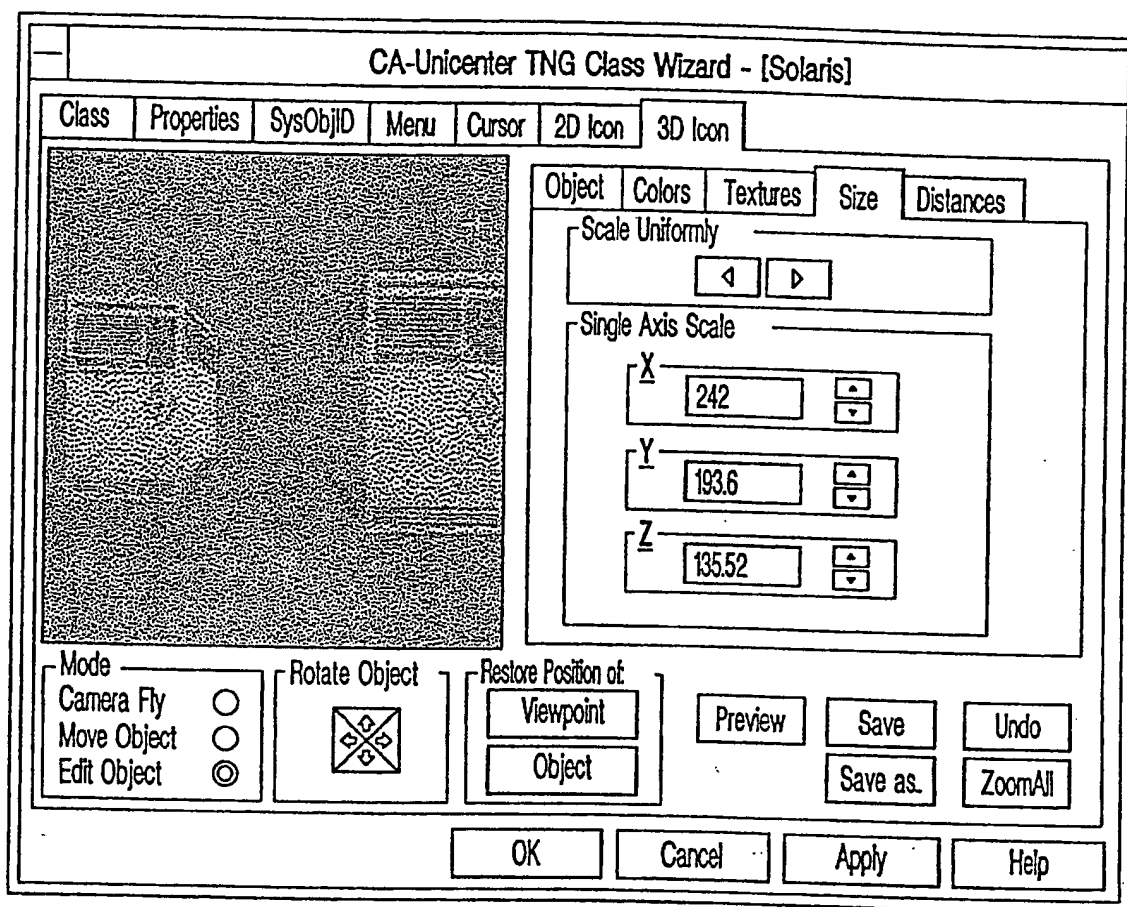 CA-Unicenter TNG Class Wizard - [Solaris]
Class Properties SysObjID Menu Cursor 2D Icon 3D Icon
Object Colors Textures Size Distances
Scale Uniformly
Single Axis Scale
X
242
Y
193.6
Z
135.52
Mode
Camera Fly
Move Object
Edit Object
Rotate Object
Restore Position of:
Viewpoint
Object
Preview Save Undo
Save as.. ZoomAll
OK Cancel Apply Help